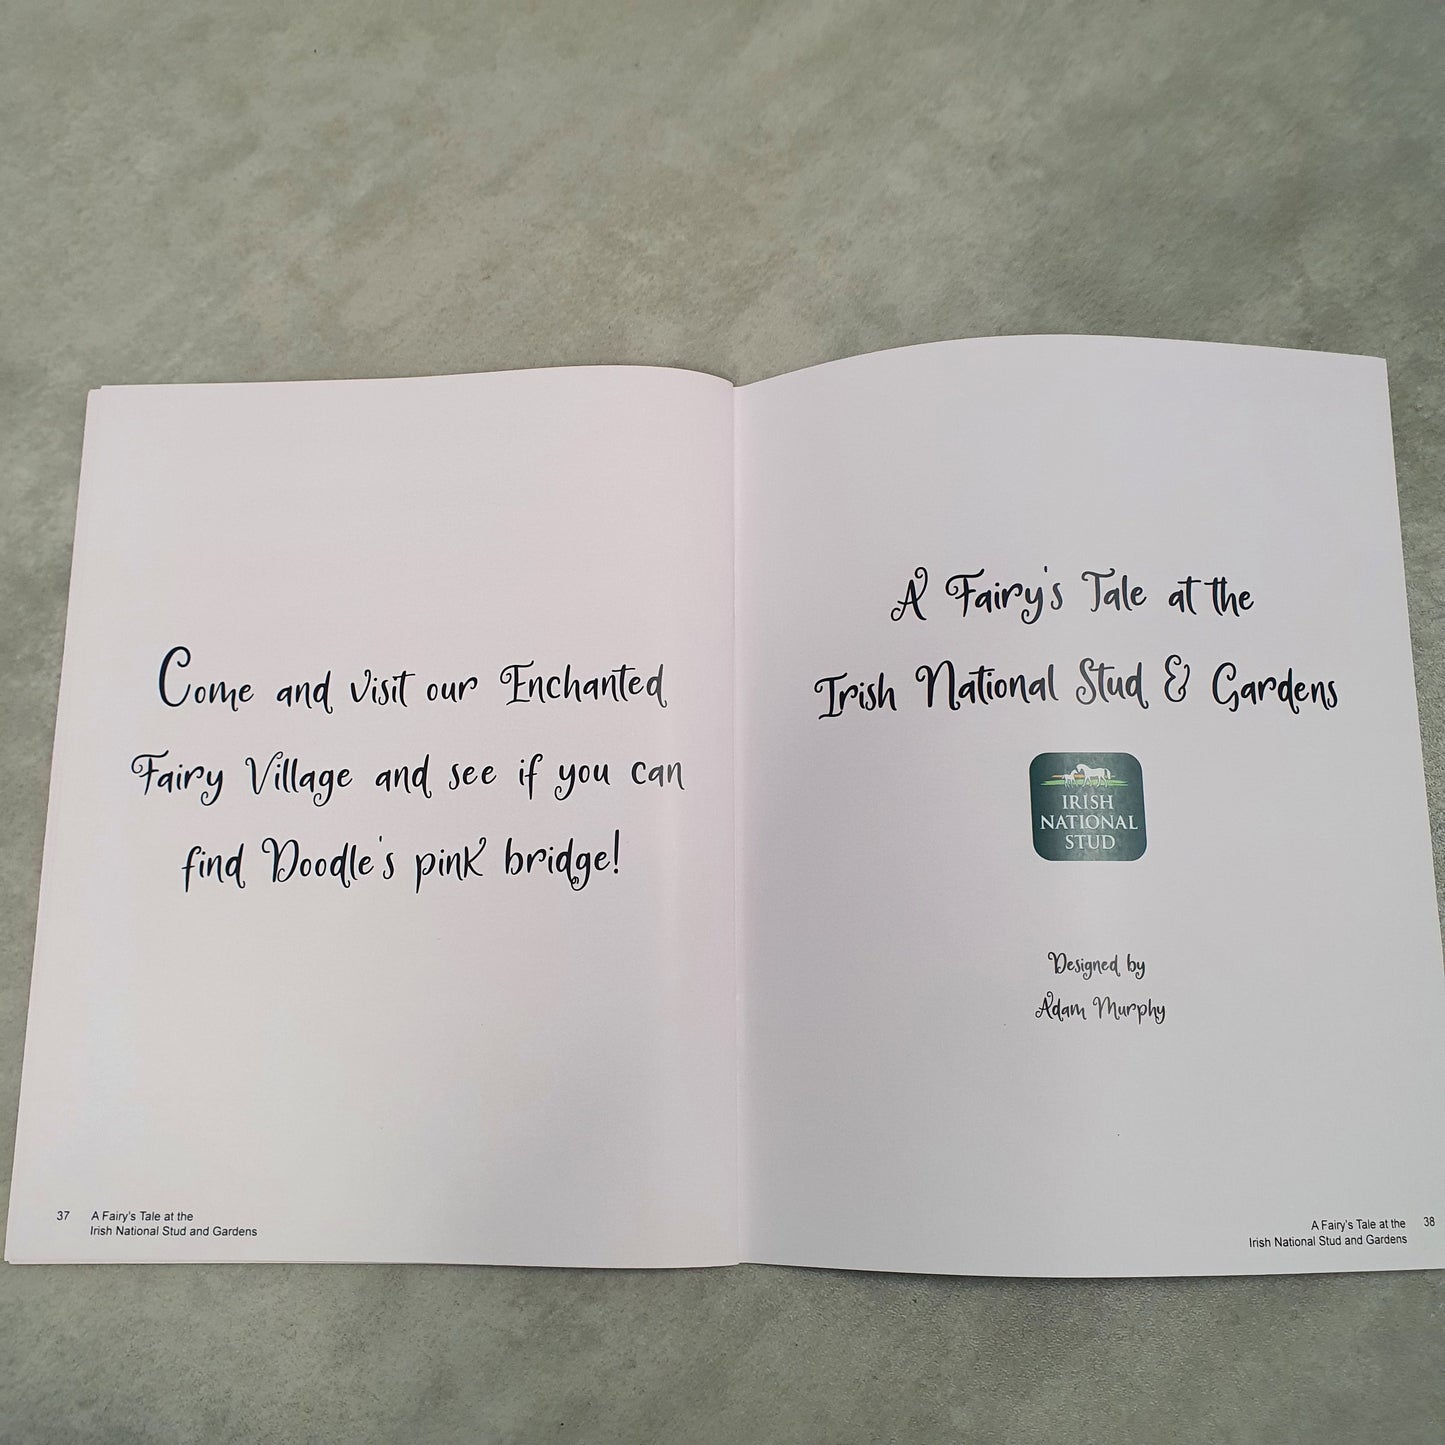 Come and visit our Enchanted
Fairy Village and see if you can
find Doodle's pink bridge!
37 A Fairy's Tale at the
Irish National Stud and Gardens
A Fairy's Tale at the
Irish National Stud & Gardens
IRISH
NATIONAL
STUD
Designed by
Adam Murphy
A Fairy's Tale at the 38
Irish National Stud and Gardens